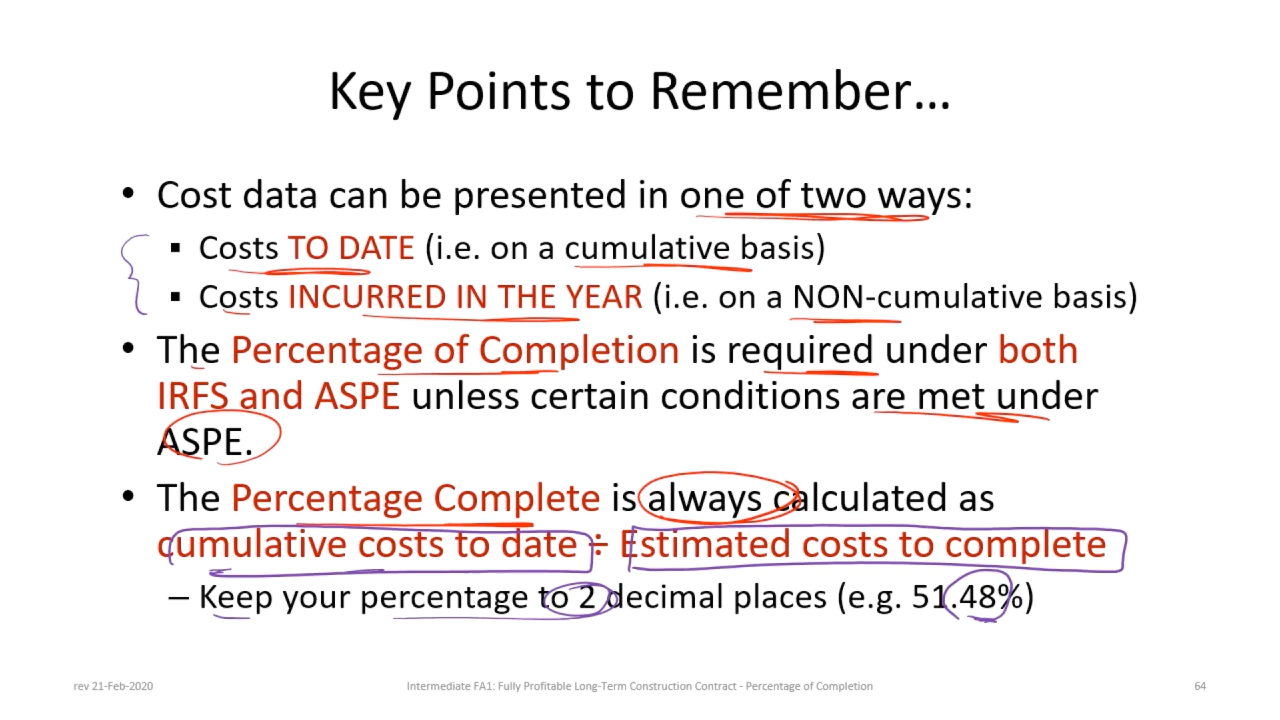 Key Points to Remember…
• Cost data can be presented in one of two ways:
▪ Costs TO DATE (i.e. on a cumulative basis)
▪ Costs INCURRED IN THE YEAR (i.e. on a NON-cumulative basis)
• The Percentage of Completion is required under both
IRFS and ASPE unless certain conditions are met under
ASPE.
• The Percentage Complete is always calculated as
cumulative costs to date ÷ Estimated costs to complete
– Keep your percentage to 2 decimal places (e.g. 51.48%)
rev 21-Feb-2020 Intermediate FA1: Fully Profitable Long-Term Construction Contract - Percentage of Completion 64